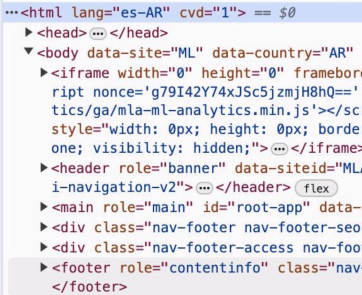 ··· <html lang="es-AR" cvd="1"> == $0
▶ <head> ··· </head>
▼ <body data-site="ML" data-country="AR"
▶ <iframe width="0" height="0" framebord
ript nonce='g79I42Y74xJSc5jzmjH8hQ=='
tics/ga/mla-ml-analytics.min.js'></sc
style="width: 0px; height: 0px; borde
one; visibility: hidden;"> ··· </iframe>
▶ <header role="banner" data-siteid="MLA
i-navigation-v2"> ··· </header> flex
▶ <main role="main" id="root-app" data-
▶ <div class="nav-footer nav-footer-seo
▶ <div class="nav-footer-access nav-foo
▶ <footer role="contentinfo" class="nav-
</footer>